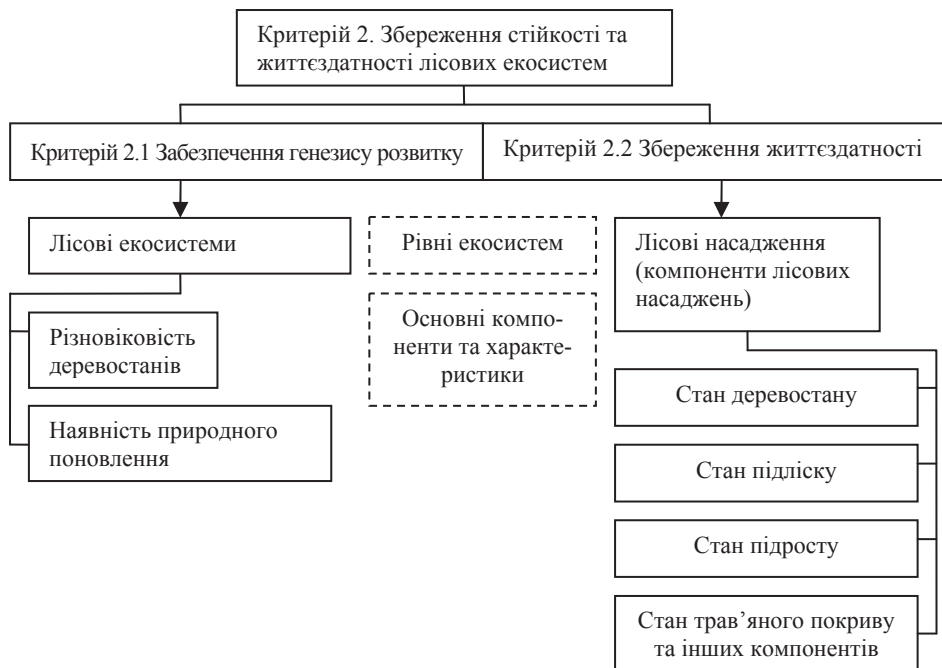 Критерій 2. Збереження стійкості та
життєздатності лісових екосистем
Критерій 2.1 Забезпечення генезису розвитку
Критерій 2.2 Збереження життєздатності
Лісові екосистеми
Рівні екосистем
Лісові насадження
(компоненти лісових
насаджень)
Різновіковість
деревостанів
Наявність природного
поновлення
Основні компо-
ненти та характе-
ристики
Стан деревостану
Стан підліску
Стан підросту
Стан трав’яного покриву
та інших компонентів